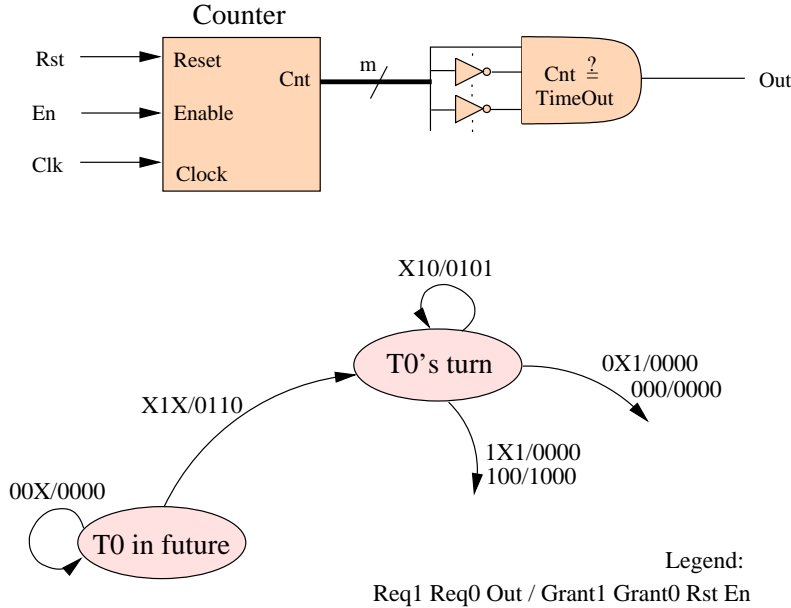 Counter
Rst
Reset
En
Enable
Clk
Clock
Cnt
m
Cnt ?=
TimeOut
Out
X10/0101
T0's turn
0X1/0000
000/0000
X1X/0110
1X1/0000
100/1000
00X/0000
T0 in future
Legend:
Req1 Req0 Out / Grant1 Grant0 Rst En